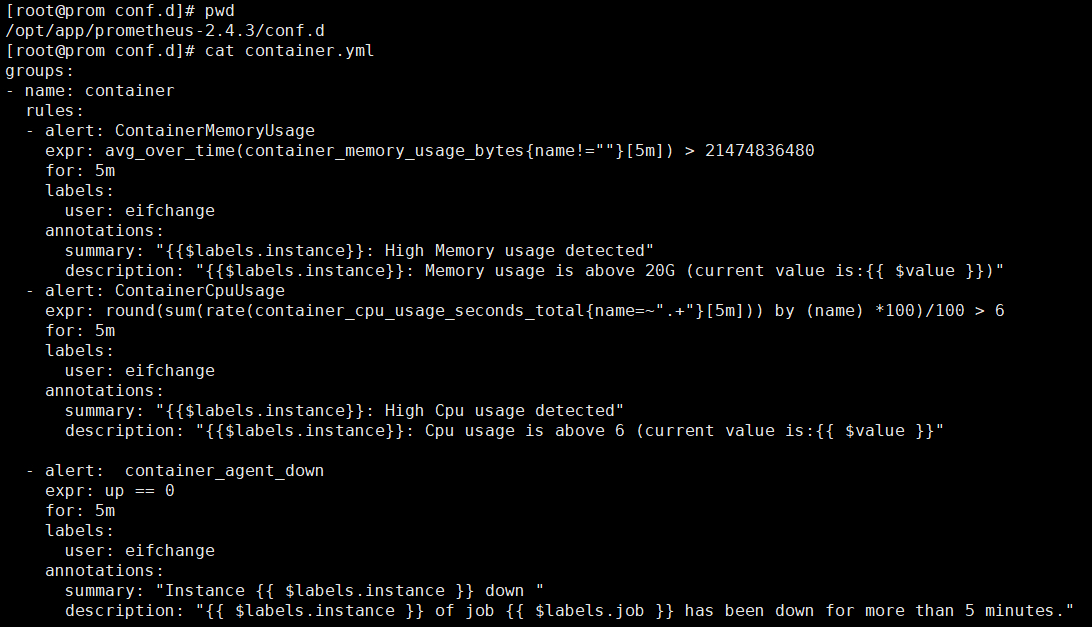 [root@prom conf.d]# pwd
/opt/app/prometheus-2.4.3/conf.d
[root@prom conf.d]# cat container.yml
groups:
- name: container
  rules:
  - alert: ContainerMemoryUsage
    expr: avg_over_time(container_memory_usage_bytes{name!=""}[5m]) > 21474836480
    for: 5m
    labels:
      user: eifchange
    annotations:
      summary: "{{$labels.instance}}: High Memory usage detected"
      description: "{{$labels.instance}}: Memory usage is above 20G (current value is:{{ $value }})"
  - alert: ContainerCpuUsage
    expr: round(sum(rate(container_cpu_usage_seconds_total{name=~".+"}[5m])) by (name) *100)/100 > 6
    for: 5m
    labels:
      user: eifchange
    annotations:
      summary: "{{$labels.instance}}: High Cpu usage detected"
      description: "{{$labels.instance}}: Cpu usage is above 6 (current value is:{{ $value }}"

  - alert:  container_agent_down
    expr: up == 0
    for: 5m
    labels:
      user: eifchange
    annotations:
      summary: "Instance {{ $labels.instance }} down "
      description: "{{ $labels.instance }} of job {{ $labels.job }} has been down for more than 5 minutes."